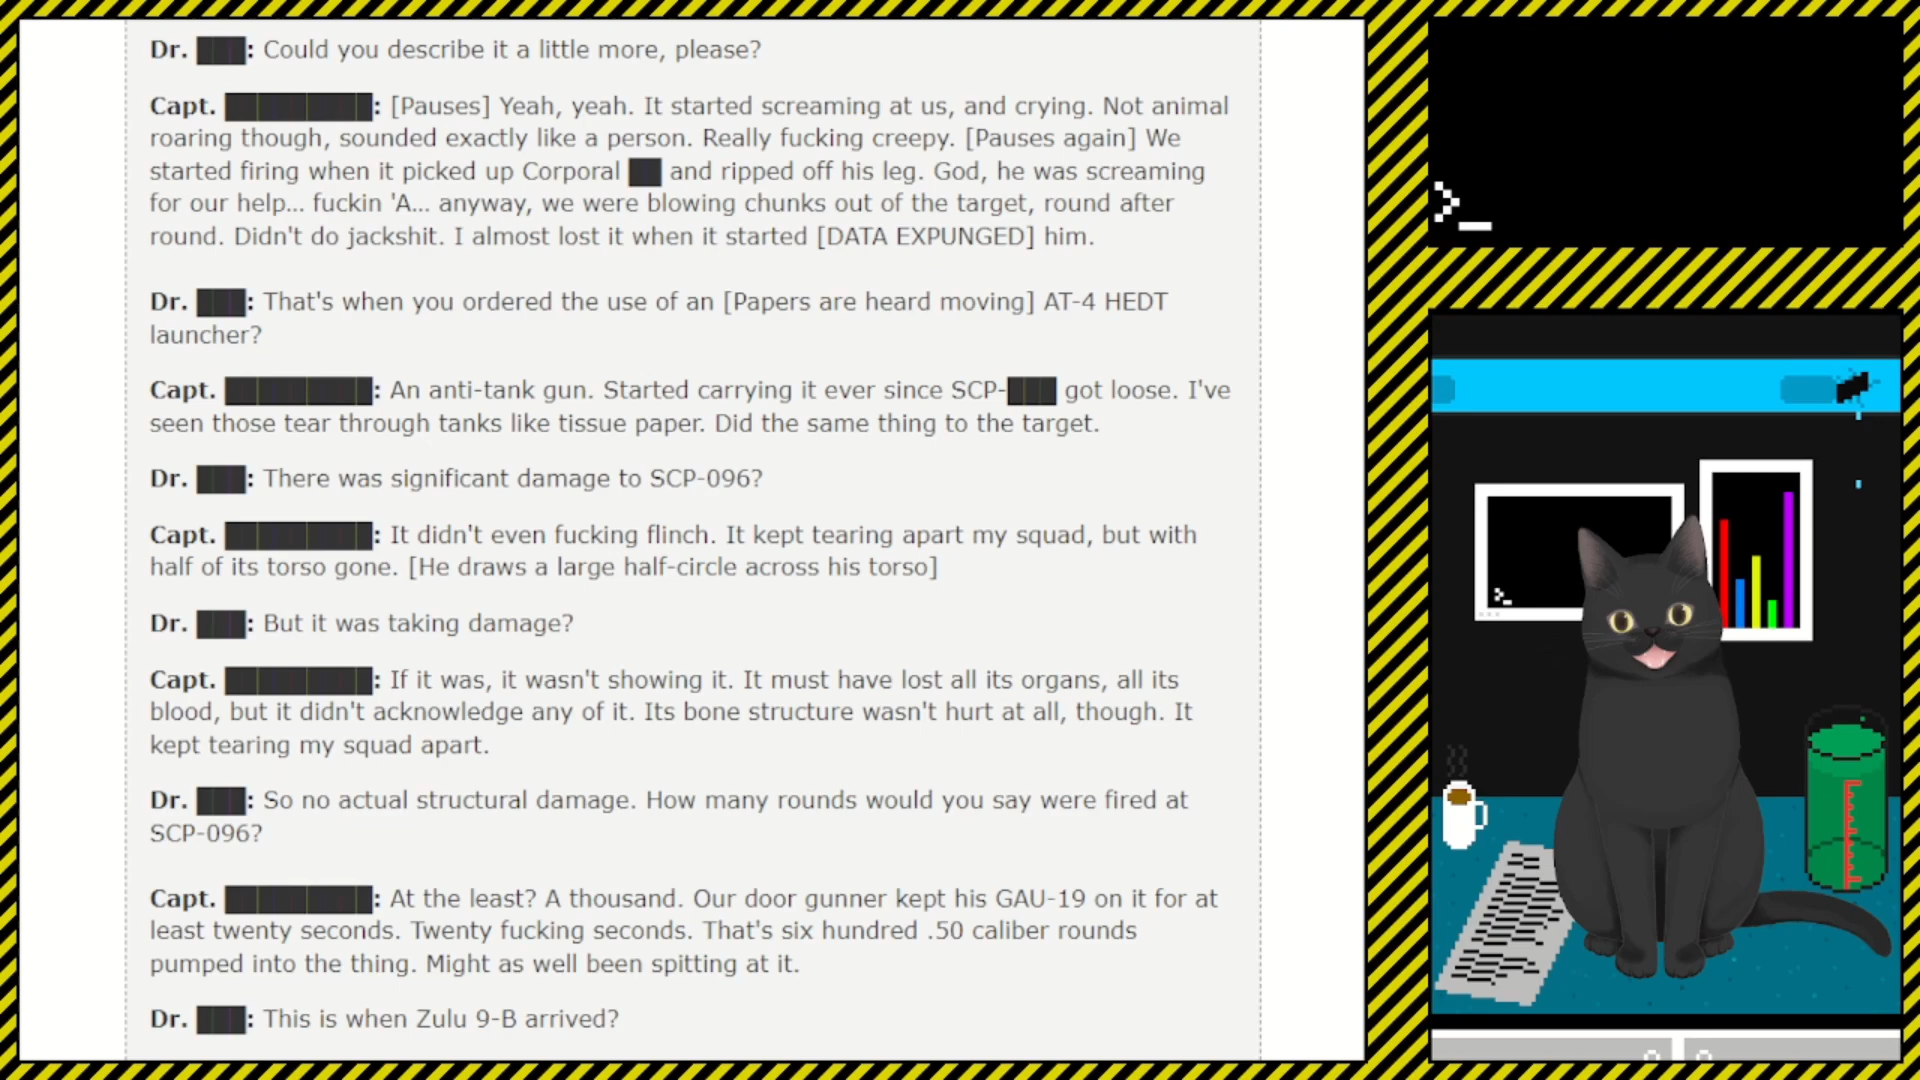 Dr. ███: Could you describe it a little more, please?
Capt. █████████: [Pauses] Yeah, yeah. It started screaming at us, and crying. Not animal
roaring though, sounded exactly like a person. Really fucking creepy. [Pauses again] We
started firing when it picked up Corporal ██ and ripped off his leg. God, he was screaming
for our help... fuckin 'A... anyway, we were blowing chunks out of the target, round after
round. Didn't do jackshit. I almost lost it when it started [DATA EXPUNGED] him.
Dr. ███: That's when you ordered the use of an [Papers are heard moving] AT-4 HEDT
launcher?
Capt. █████████: An anti-tank gun. Started carrying it ever since SCP-███ got loose. I've
seen those tear through tanks like tissue paper. Did the same thing to the target.
Dr. ███: There was significant damage to SCP-096?
Capt. █████████: It didn't even fucking flinch. It kept tearing apart my squad, but with
half of its torso gone. [He draws a large half-circle across his torso]
Dr. ███: But it was taking damage?
Capt. █████████: If it was, it wasn't showing it. It must have lost all its organs, all its
blood, but it didn't acknowledge any of it. Its bone structure wasn't hurt at all, though. It
kept tearing my squad apart.
Dr. ███: So no actual structural damage. How many rounds would you say were fired at
SCP-096?
Capt. █████████: At the least? A thousand. Our door gunner kept his GAU-19 on it for at
least twenty seconds. Twenty fucking seconds. That's six hundred .50 caliber rounds
pumped into the thing. Might as well been spitting at it.
Dr. ███: This is when Zulu 9-B arrived?
>_
>_